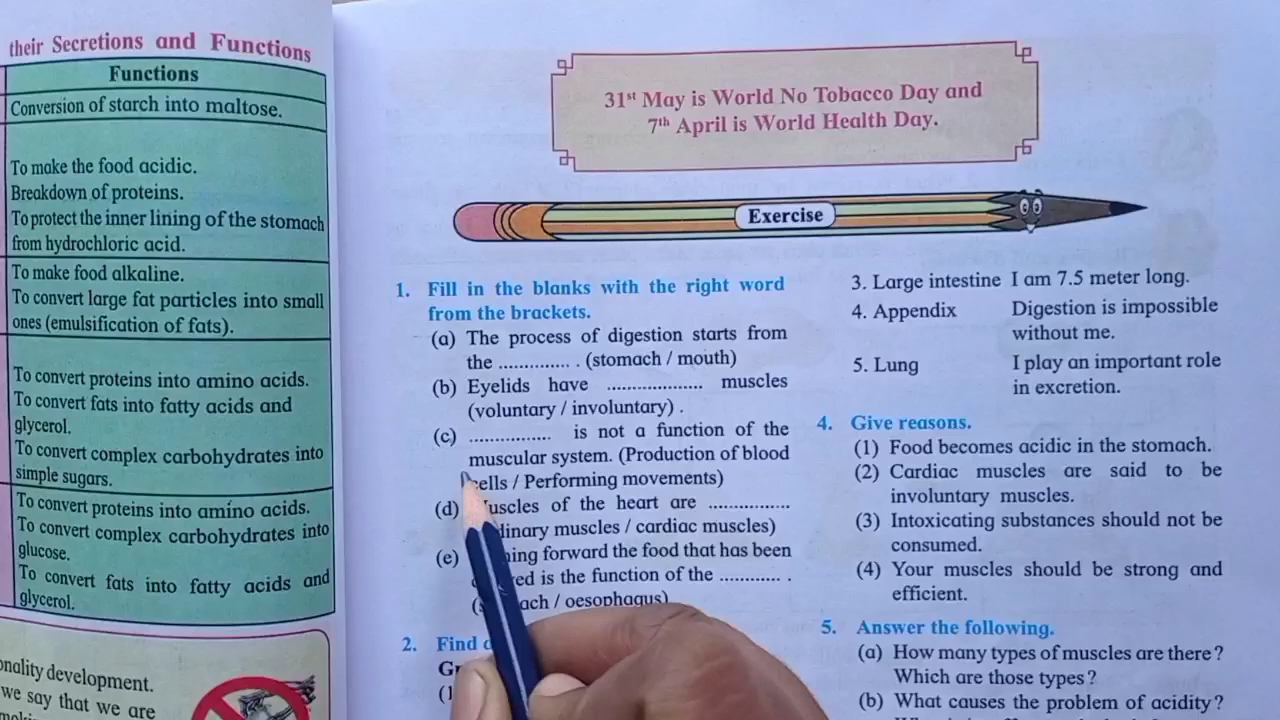 their Secretions and Functions
Functions
Conversion of starch into maltose.
To make the food acidic.
Breakdown of proteins.
To protect the inner lining of the stomach
from hydrochloric acid.
To make food alkaline.
To convert large fat particles into small
ones (emulsification of fats).
To convert proteins into amino acids.
To convert fats into fatty acids and
glycerol.
To convert complex carbohydrates into
simple sugars.
To convert proteins into amino acids.
To convert complex carbohydrates into
glucose.
To convert fats into fatty acids and
glycerol.
development.
we say that we are
31st May is World No Tobacco Day and
7th April is World Health Day.
Exercise
1. Fill in the blanks with the right word
from the brackets.
(a) The process of digestion starts from
the ............... . (stomach / mouth)
(b) Eyelids have .................... muscles
(voluntary / involuntary) .
(c) ................. is not a function of the
muscular system. (Production of blood
/ Performing movements)
(d) of the heart are .................
muscles / cardiac muscles)
(e) forward the food that has been
is the function of the ............. .
/ oesophagus)
2. Find
(1
3. Large intestine I am 7.5 meter long.
4. Appendix Digestion is impossible
without me.
5. Lung I play an important role
in excretion.
4. Give reasons.
(1) Food becomes acidic in the stomach.
(2) Cardiac muscles are said to be
involuntary muscles.
(3) Intoxicating substances should not be
consumed.
(4) Your muscles should be strong and
efficient.
5. Answer the following.
(a) How many types of muscles are there?
Which are those types?
(b) What causes the problem of acidity?